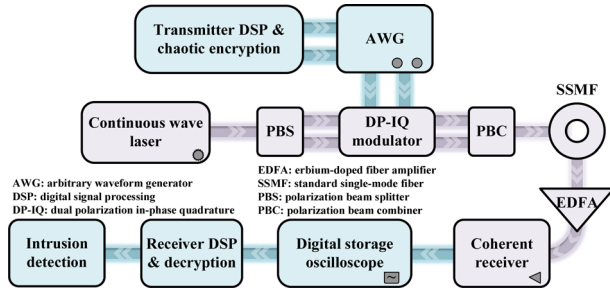 Transmitter DSP &
chaotic encryption
AWG
SSMF
Continuous wave
laser
PBS
DP-IQ
modulator
PBC
EDFA
AWG: arbitrary waveform generator
DSP: digital signal processing
DP-IQ: dual polarization in-phase quadrature
EDFA: erbium-doped fiber amplifier
SSMF: standard single-mode fiber
PBS: polarization beam splitter
PBC: polarization beam combiner
Intrusion
detection
Receiver DSP
& decryption
Digital storage
oscilloscope
Coherent
receiver